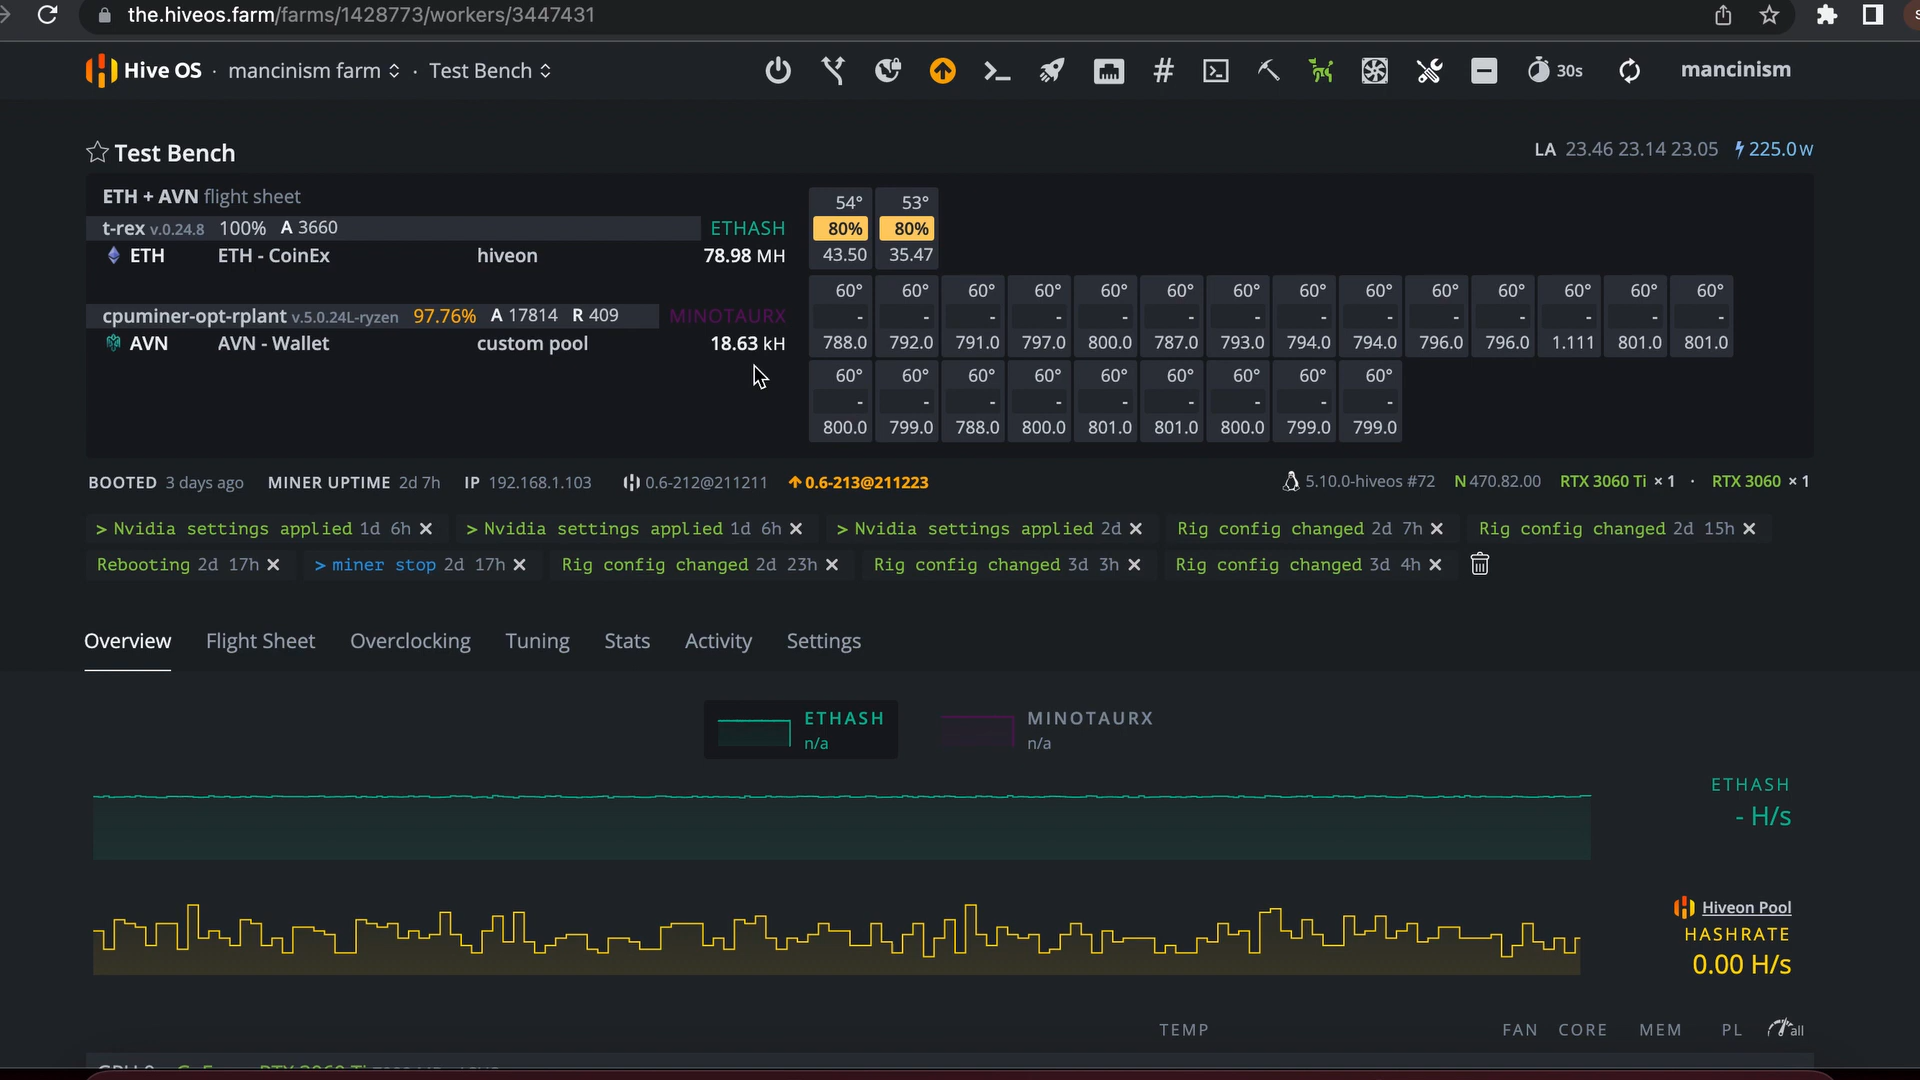 the.hiveos.farm/farms/1428773/workers/3447431
Hive OS · mancinism farm · Test Bench
30s
mancinism
Test Bench
LA 23.46 23.14 23.05 225.0 W
ETH + AVN flight sheet
t-rex v.0.24.8 100% A 3660 ETHASH
ETH ETH - CoinEx hiveon 78.98 MH
54° 53°
80% 80%
43.50 35.47
cpuminer-opt-rplant v.5.0.24L-ryzen 97.76% A 17814 R 409 MINOTAURX
AVN AVN - Wallet custom pool 18.63 kH
60° 60° 60° 60° 60° 60° 60° 60° 60° 60° 60° 60° 60° 60°
- - - - - - - - - - - - - -
788.0 792.0 791.0 797.0 800.0 787.0 793.0 794.0 794.0 796.0 796.0 1.111 801.0 801.0
60° 60° 60° 60° 60° 60° 60° 60° 60°
- - - - - - - - -
800.0 799.0 788.0 800.0 801.0 801.0 800.0 799.0 799.0
BOOTED 3 days ago MINER UPTIME 2d 7h IP 192.168.1.103 0.6-212@211211 0.6-213@211223 5.10.0-hiveos #72 N 470.82.00 RTX 3060 Ti × 1 · RTX 3060 × 1
> Nvidia settings applied 1d 6h > Nvidia settings applied 1d 6h > Nvidia settings applied 2d Rig config changed 2d 7h Rig config changed 2d 15h
Rebooting 2d 17h > miner stop 2d 17h Rig config changed 2d 23h Rig config changed 3d 3h Rig config changed 3d 4h
Overview Flight Sheet Overclocking Tuning Stats Activity Settings
ETHASH
n/a
MINOTAURX
n/a
ETHASH
- H/s
Hiveon Pool
HASHRATE
0.00 H/s
TEMP FAN CORE MEM PL all